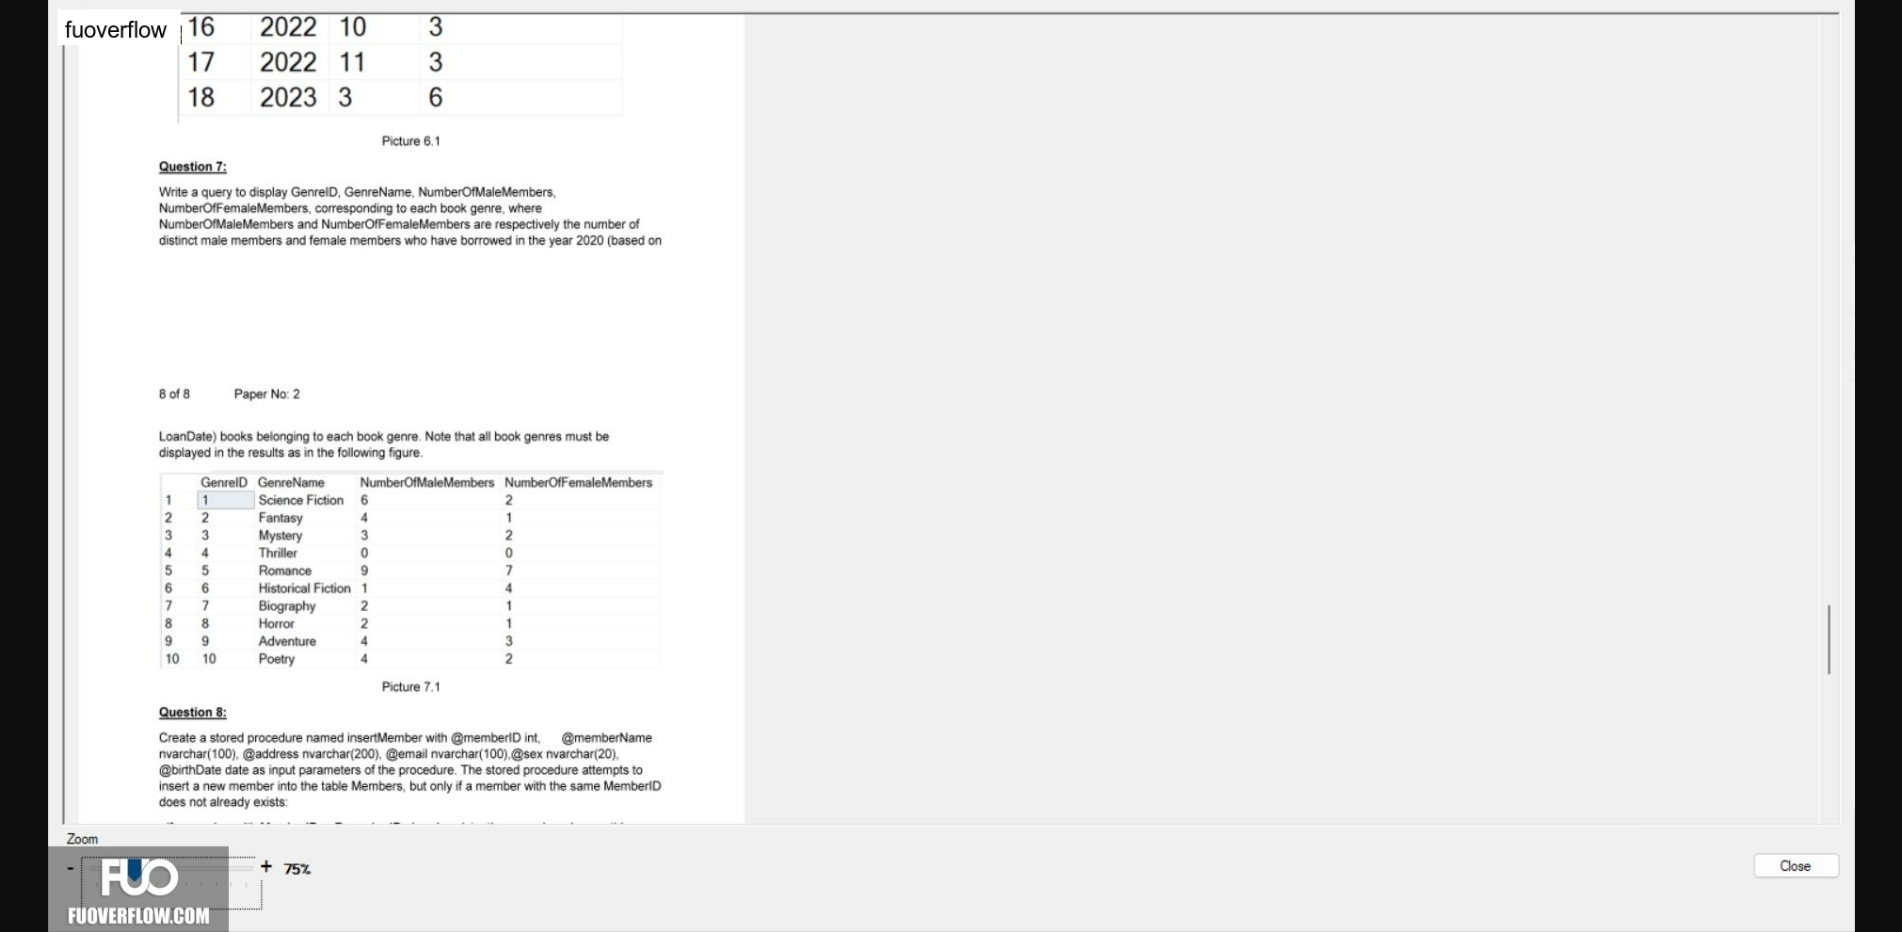 fuoverflow
16 2022 10 3
17 2022 11 3
18 2023 3 6
Picture 6.1
Question 7:
Write a query to display GenreID, GenreName, NumberOfMaleMembers,
NumberOfFemaleMembers, corresponding to each book genre, where
NumberOfMaleMembers and NumberOfFemaleMembers are respectively the number of
distinct male members and female members who have borrowed in the year 2020 (based on
8 of 8 Paper No: 2
LoanDate) books belonging to each book genre. Note that all book genres must be
displayed in the results as in the following figure.
GenreID GenreName NumberOfMaleMembers NumberOfFemaleMembers
1 1 Science Fiction 6 2
2 2 Fantasy 4 1
3 3 Mystery 3 2
4 4 Thriller 0 0
5 5 Romance 9 7
6 6 Historical Fiction 1 4
7 7 Biography 2 1
8 8 Horror 2 1
9 9 Adventure 4 3
10 10 Poetry 4 2
Picture 7.1
Question 8:
Create a stored procedure named insertMember with @memberID int, @memberName
nvarchar(100), @address nvarchar(200), @email nvarchar(100),@sex nvarchar(20),
@birthDate date as input parameters of the procedure. The stored procedure attempts to
insert a new member into the table Members, but only if a member with the same MemberID
does not already exists:
Zoom
- + 75%
Close
FUO
FUOVERFLOW.COM